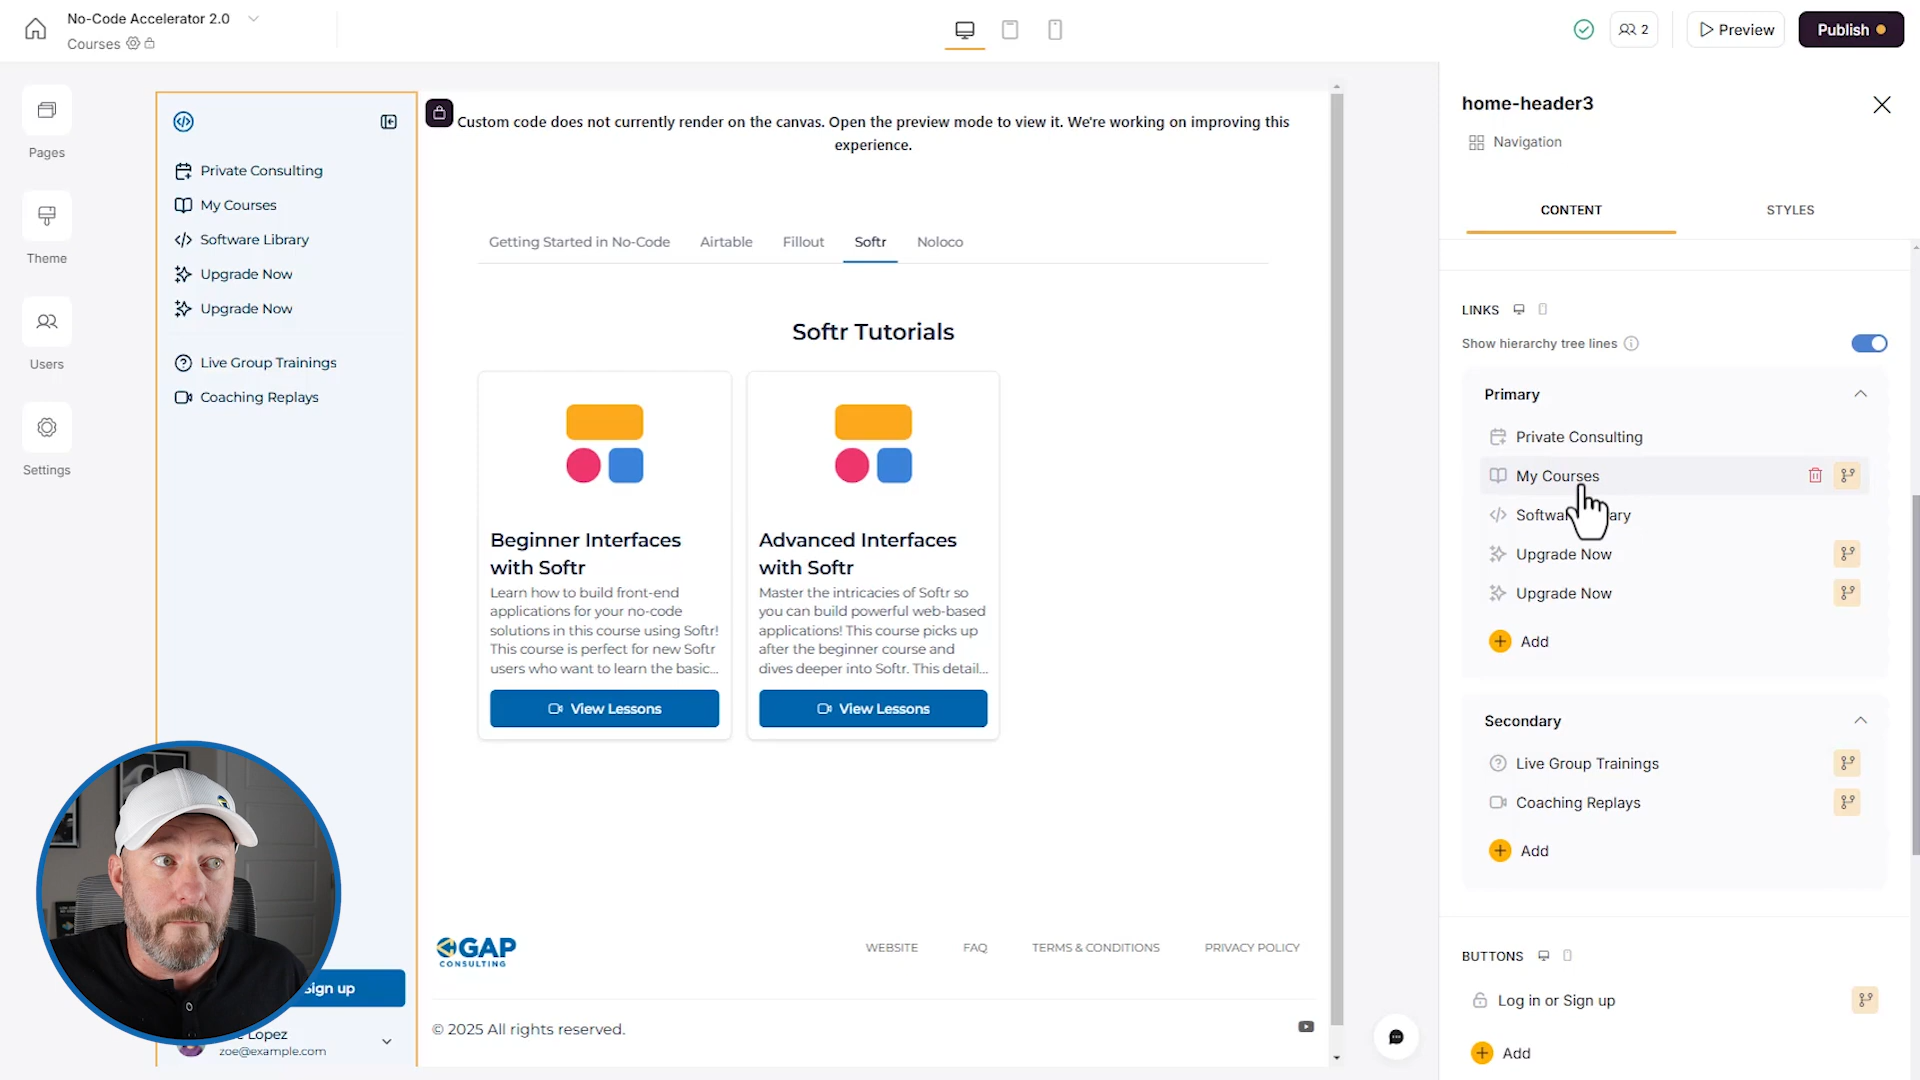 No-Code Accelerator 2.0
Courses
2
Preview
Publish
Pages
Theme
Users
Settings
Private Consulting
My Courses
Software Library
Upgrade Now
Upgrade Now
Live Group Trainings
Coaching Replays
Sign up
Lopez
zoe@example.com
Custom code does not currently render on the canvas. Open the preview mode to view it. We're working on improving this
experience.
Getting Started in No-Code
Airtable
Fillout
Softr
Noloco
Softr Tutorials
Beginner Interfaces
with Softr
Learn how to build front-end
applications for your no-code
solutions in this course using Softr!
This course is perfect for new Softr
users who want to learn the basic...
View Lessons
Advanced Interfaces
with Softr
Master the intricacies of Softr so
you can build powerful web-based
applications! This course picks up
after the beginner course and
dives deeper into Softr. This detail...
View Lessons
GAP
CONSULTING
WEBSITE
FAQ
TERMS & CONDITIONS
PRIVACY POLICY
© 2025 All rights reserved.
home-header3
Navigation
CONTENT
STYLES
LINKS
Show hierarchy tree lines
Primary
Private Consulting
My Courses
Upgrade Now
Upgrade Now
Add
Secondary
Live Group Trainings
Coaching Replays
Add
BUTTONS
Log in or Sign up
Add